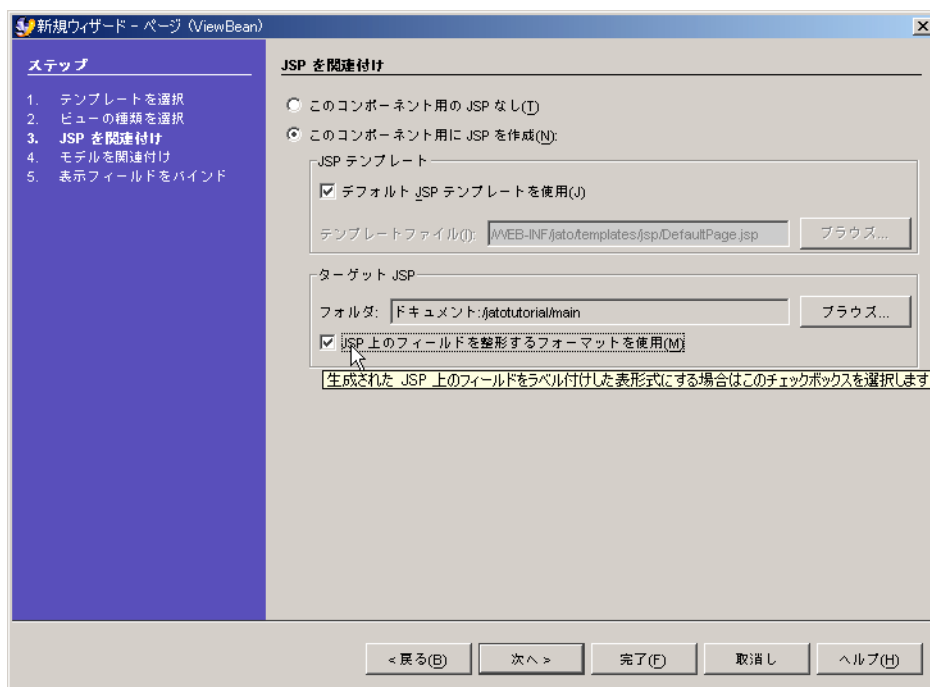 新規ウィザード - ページ (ViewBean)
ステップ
1. テンプレートを選択
2. ビューの種類を選択
3. JSP を関連付け
4. モデルを関連付け
5. 表示フィールドをバインド
JSP を関連付け
このコンポーネント用の JSP なし(T)
このコンポーネント用に JSP を作成(N):
JSP テンプレート
デフォルト JSP テンプレートを使用(J)
テンプレートファイル(I): /WEB-INF/jato/templates/jsp/DefaultPage.jsp ブラウズ...
ターゲット JSP
フォルダ: ドキュメント:/jatotutorial/main ブラウズ...
JSP 上のフィールドを整形するフォーマットを使用(M)
生成された JSP 上のフィールドをラベル付けした表形式にする場合はこのチェックボックスを選択します
< 戻る(B) 次へ > 完了(F) 取消し ヘルプ(H)